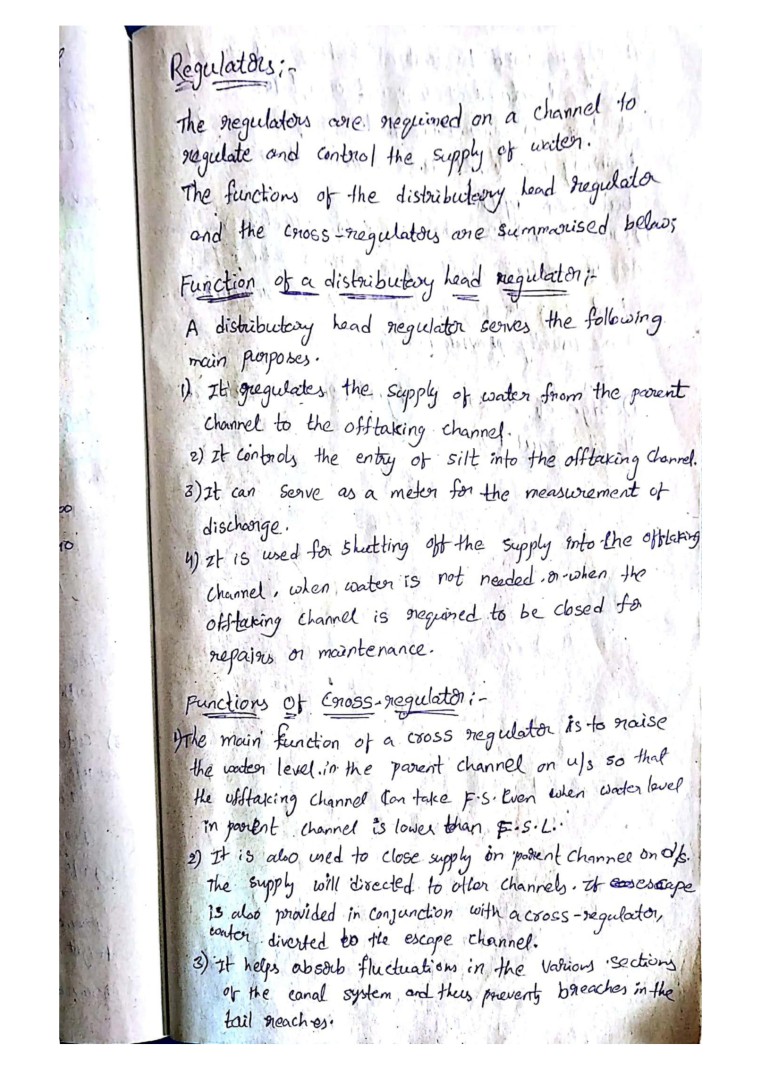 Regulators:-
The regulators are required on a channel to
regulate and control the supply of water.
The functions of the distributary head regulator
and the cross-regulators are summarised below;
Function of a distributary head regulator:-
A distributary head regulator serves the following
main purposes.
1) It regulates the supply of water from the parent
channel to the offtaking channel.
2) It controls the entry of silt into the offtaking channel.
3) It can serve as a meter for the measurement of
discharge.
4) It is used for shutting off the supply into the offtaking
channel, when water is not needed or when the
offtaking channel is required to be closed for
repairs or maintenance.
Functions of Cross-regulator:-
1) The main function of a cross regulator is to raise
the water level in the parent channel on u/s so that
the offtaking channel can take F.S. Even when water level
in parent channel is lower than F.S.L.
2) It is also used to close supply in parent channee on d/s.
The supply will directed to other channels. If escape
is also provided in conjunction with a cross-regulator,
water diverted to the escape channel.
3) It helps absorb fluctuations in the various sections
of the canal system and thus prevents breaches in the
tail reaches.